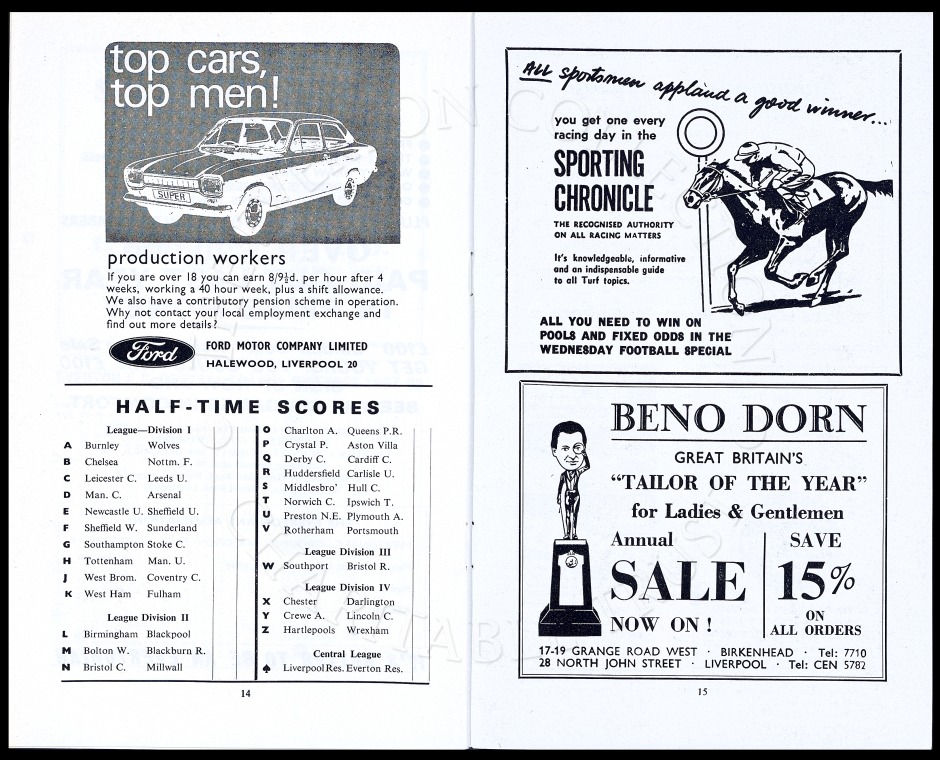 top cars,
top men!
SUPER
production workers
If you are over 18 you can earn 8/9½d. per hour after 4
weeks, working a 40 hour week, plus a shift allowance.
We also have a contributory pension scheme in operation.
Why not contact your local employment exchange and
find out more details?
Ford
FORD MOTOR COMPANY LIMITED
HALEWOOD, LIVERPOOL 20
HALF-TIME SCORES
League—Division I
A Burnley Wolves
B Chelsea Nottm. F.
C Leicester C. Leeds U.
D Man. C. Arsenal
E Newcastle U. Sheffield U.
F Sheffield W. Sunderland
G Southampton Stoke C.
H Tottenham Man. U.
J West Brom. Coventry C.
K West Ham Fulham
League Division II
L Birmingham Blackpool
M Bolton W. Blackburn R.
N Bristol C. Millwall
O Charlton A. Queens P.R.
P Crystal P. Aston Villa
Q Derby C. Cardiff C.
R Huddersfield Carlisle U.
S Middlesbro' Hull C.
T Norwich C. Ipswich T.
U Preston N.E. Plymouth A.
V Rotherham Portsmouth
League Division III
W Southport Bristol R.
League Division IV
X Chester Darlington
Y Crewe A. Lincoln C.
Z Hartlepools Wrexham
Central League
♠ Liverpool Res. Everton Res.
14
ALL sportsmen applaud a good winner...
you get one every
racing day in the
SPORTING
CHRONICLE
THE RECOGNISED AUTHORITY
ON ALL RACING MATTERS
It's knowledgeable, informative
and an indispensable guide
to all Turf topics.
1
ALL YOU NEED TO WIN ON
POOLS AND FIXED ODDS IN THE
WEDNESDAY FOOTBALL SPECIAL
BENO DORN
GREAT BRITAIN'S
"TAILOR OF THE YEAR"
for Ladies & Gentlemen
Annual
SALE
NOW ON !
SAVE
15%
ON
ALL ORDERS
17-19 GRANGE ROAD WEST · BIRKENHEAD · Tel: 7710
28 NORTH JOHN STREET · LIVERPOOL · Tel: CEN 5782
15